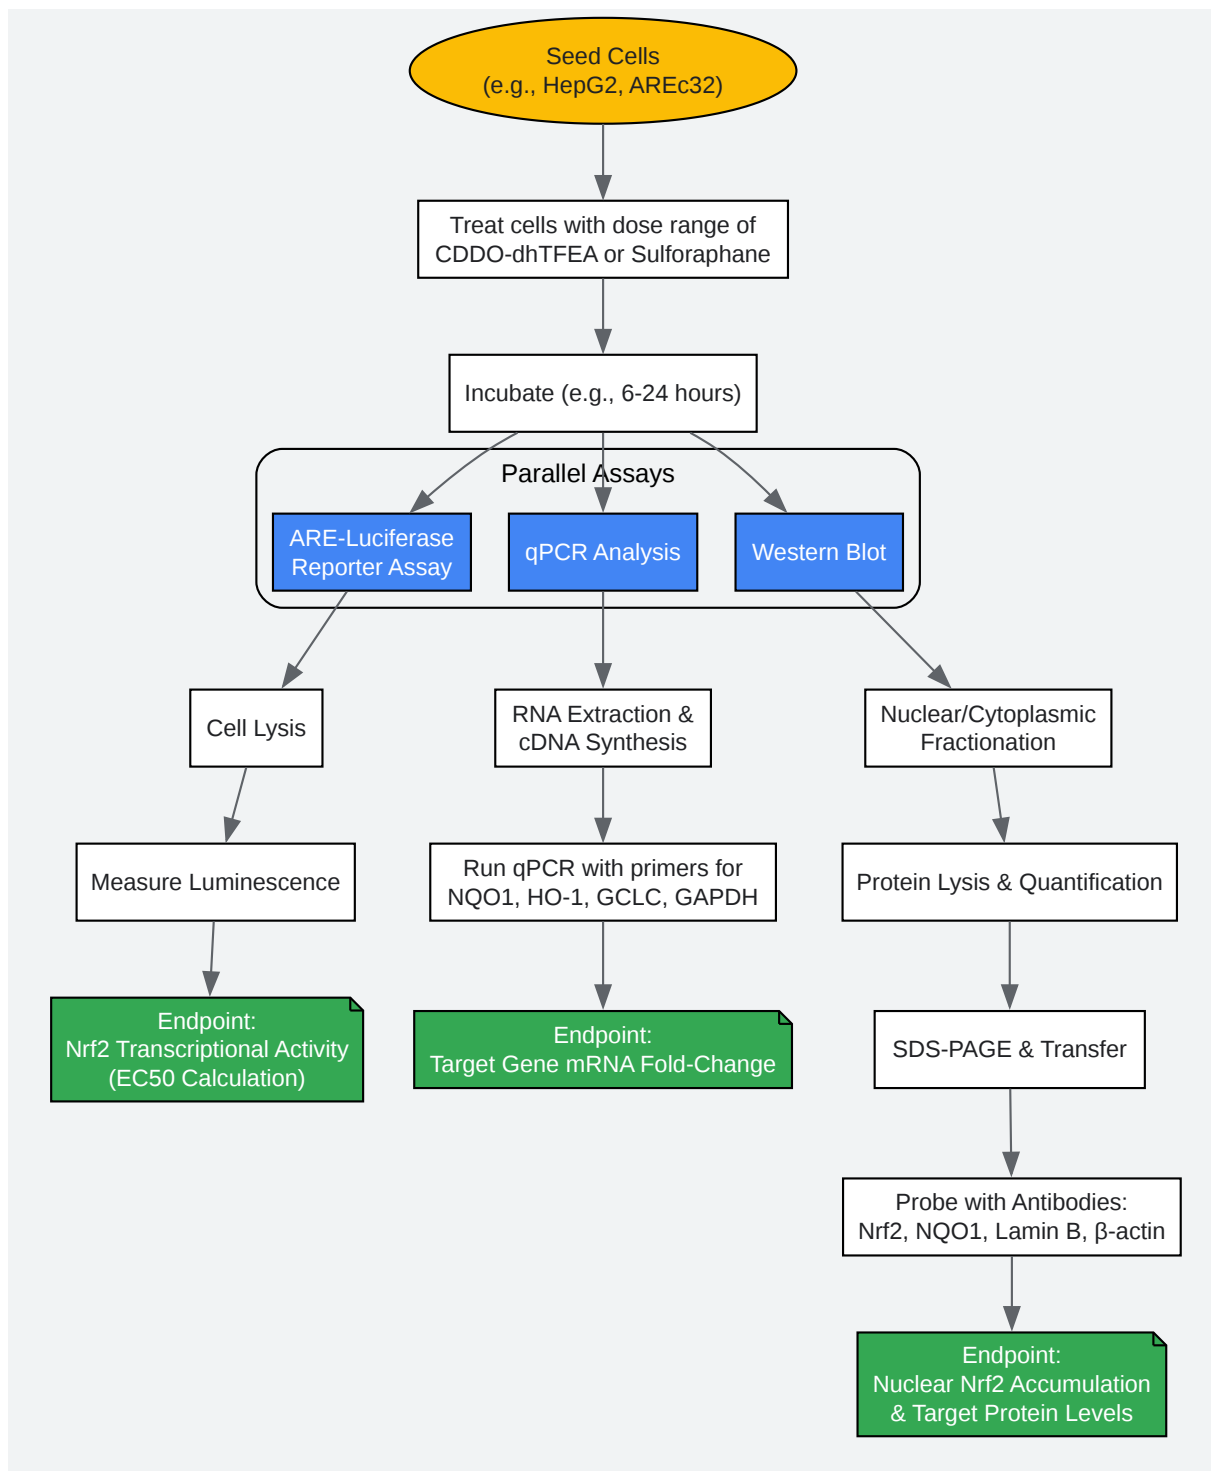 Seed Cells
(e.g., HepG2, AREc32)
Treat cells with dose range of
CDDO-dhTFEA or Sulforaphane
Incubate (e.g., 6-24 hours)
Parallel Assays
ARE-Luciferase
Reporter Assay
qPCR Analysis
Western Blot
Cell Lysis
RNA Extraction &
cDNA Synthesis
Nuclear/Cytoplasmic
Fractionation
Measure Luminescence
Run qPCR with primers for
NQO1, HO-1, GCLC, GAPDH
Protein Lysis & Quantification
Endpoint:
Nrf2 Transcriptional Activity
(EC50 Calculation)
Endpoint:
Target Gene mRNA Fold-Change
SDS-PAGE & Transfer
Probe with Antibodies:
Nrf2, NQO1, Lamin B, β-actin
Endpoint:
Nuclear Nrf2 Accumulation
& Target Protein Levels